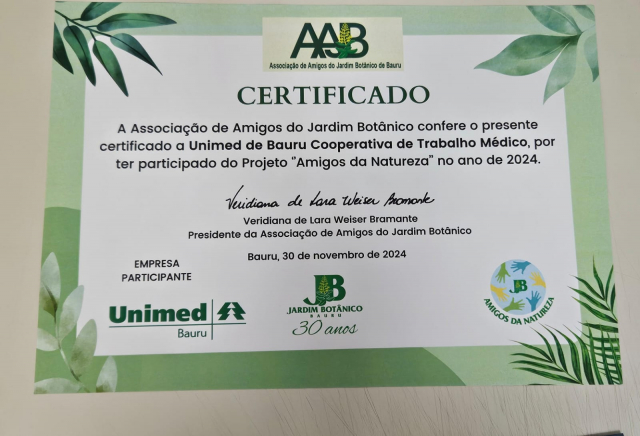 AAJB
Associação de Amigos do Jardim Botânico de Bauru
CERTIFICADO
A Associação de Amigos do Jardim Botânico confere o presente
certificado a Unimed de Bauru Cooperativa de Trabalho Médico, por
ter participado do Projeto "Amigos da Natureza" no ano de 2024.
Veridiana de Lara Weiser Bramonte
Veridiana de Lara Weiser Bramante
Presidente da Associação de Amigos do Jardim Botânico
Bauru, 30 de novembro de 2024
EMPRESA
PARTICIPANTE
Unimed
Bauru
JB
JARDIM BOTÂNICO
BAURU
30 anos
JB
AMIGOS DA NATUREZA